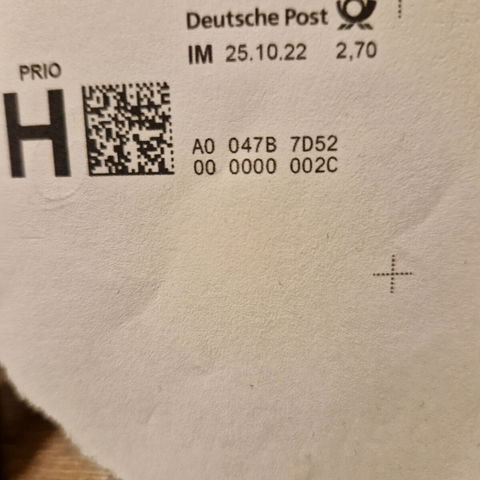 Deutsche Post
IM 25.10.22 2,70
PRIO
H
A0 047B 7D52
00 0000 002C